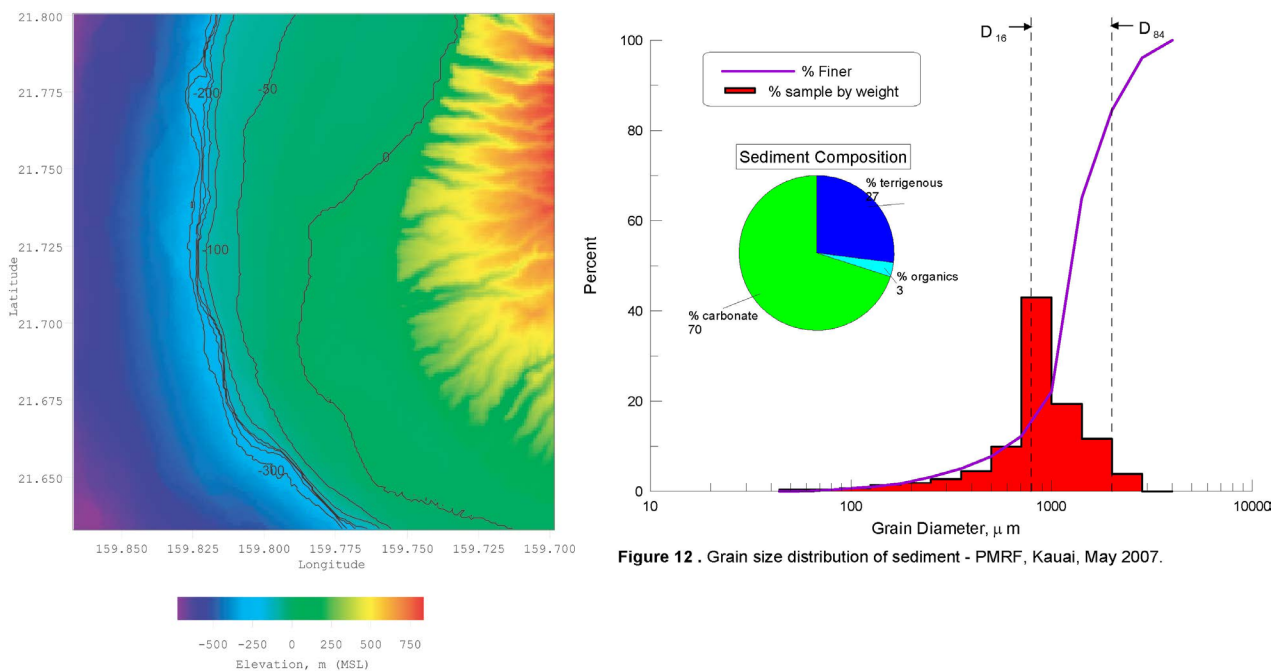 21.800
21.775
21.750
21.725
21.700
21.675
21.650
Latitude
-200
-50
0
-100
-300
159.850 159.825 159.800 159.775 159.750 159.725 159.700
Longitude
-500 -250 0 250 500 750
Elevation, m (MSL)
D16
D84
100
80
60
40
20
0
Percent
% Finer
% sample by weight
Sediment Composition
% terrigenous
27
% organics
3
% carbonate
70
10 100 1000 10000
Grain Diameter, μ m
Figure 12 . Grain size distribution of sediment - PMRF, Kauai, May 2007.